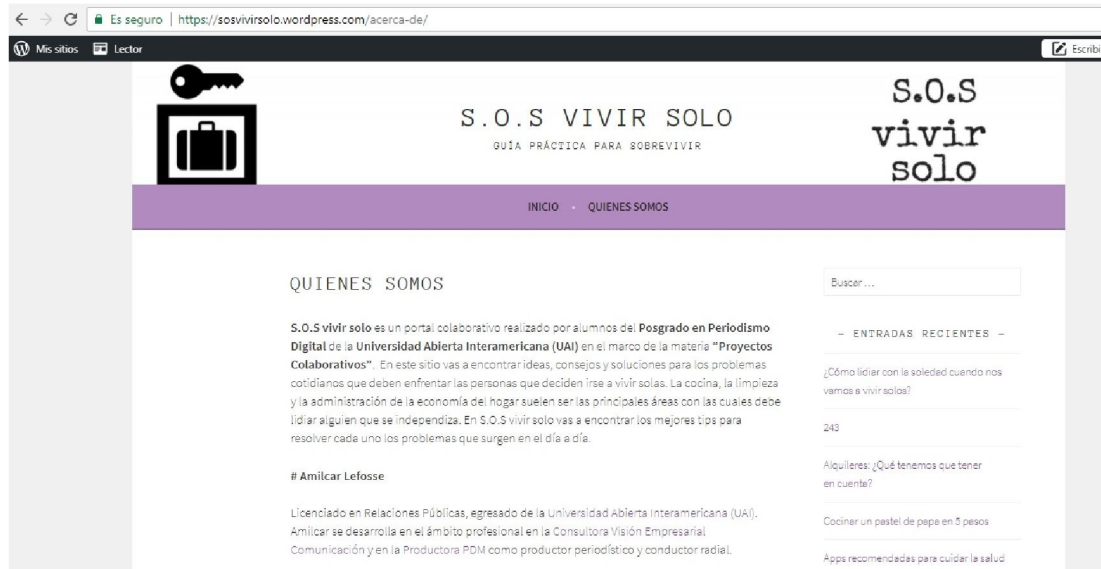 Es seguro | https://sosvivirsolo.wordpress.com/acerca-de/
Mis sitios Lector Escribi
S.O.S VIVIR SOLO
GUÍA PRÁCTICA PARA SOBREVIVIR
S.O.S
vivir
solo
INICIO - QUIENES SOMOS
QUIENES SOMOS
S.O.S vivir solo es un portal colaborativo realizado por alumnos del Posgrado en Periodismo
Digital de la Universidad Abierta Interamericana (UAI) en el marco de la materia "Proyectos
Colaborativos". En este sitio vas a encontrar ideas, consejos y soluciones para los problemas
cotidianos que deben enfrentar las personas que deciden irse a vivir solas. La cocina, la limpieza
y la administración de la economía del hogar suelen ser las principales áreas con las cuales debe
lidiar alguien que se independiza. En S.O.S vivir solo vas a encontrar los mejores tips para
resolver cada uno los problemas que surgen en el día a día.
# Amilcar Lefosse
Licenciado en Relaciones Públicas, egresado de la Universidad Abierta Interamericana (UAI).
Amilcar se desarrolla en el ámbito profesional en la Consultora Visión Empresarial
Comunicación y en la Productora PDM como productor periodístico y conductor radial.
Buscar ...
- ENTRADAS RECIENTES -
¿Cómo lidiar con la soledad cuando nos
vamos a vivir solos?
243
Alquileres: ¿Qué tenemos que tener
en cuenta?
Cocinar un pastel de papa en 5 pasos
Apps recomendadas para cuidar la salud